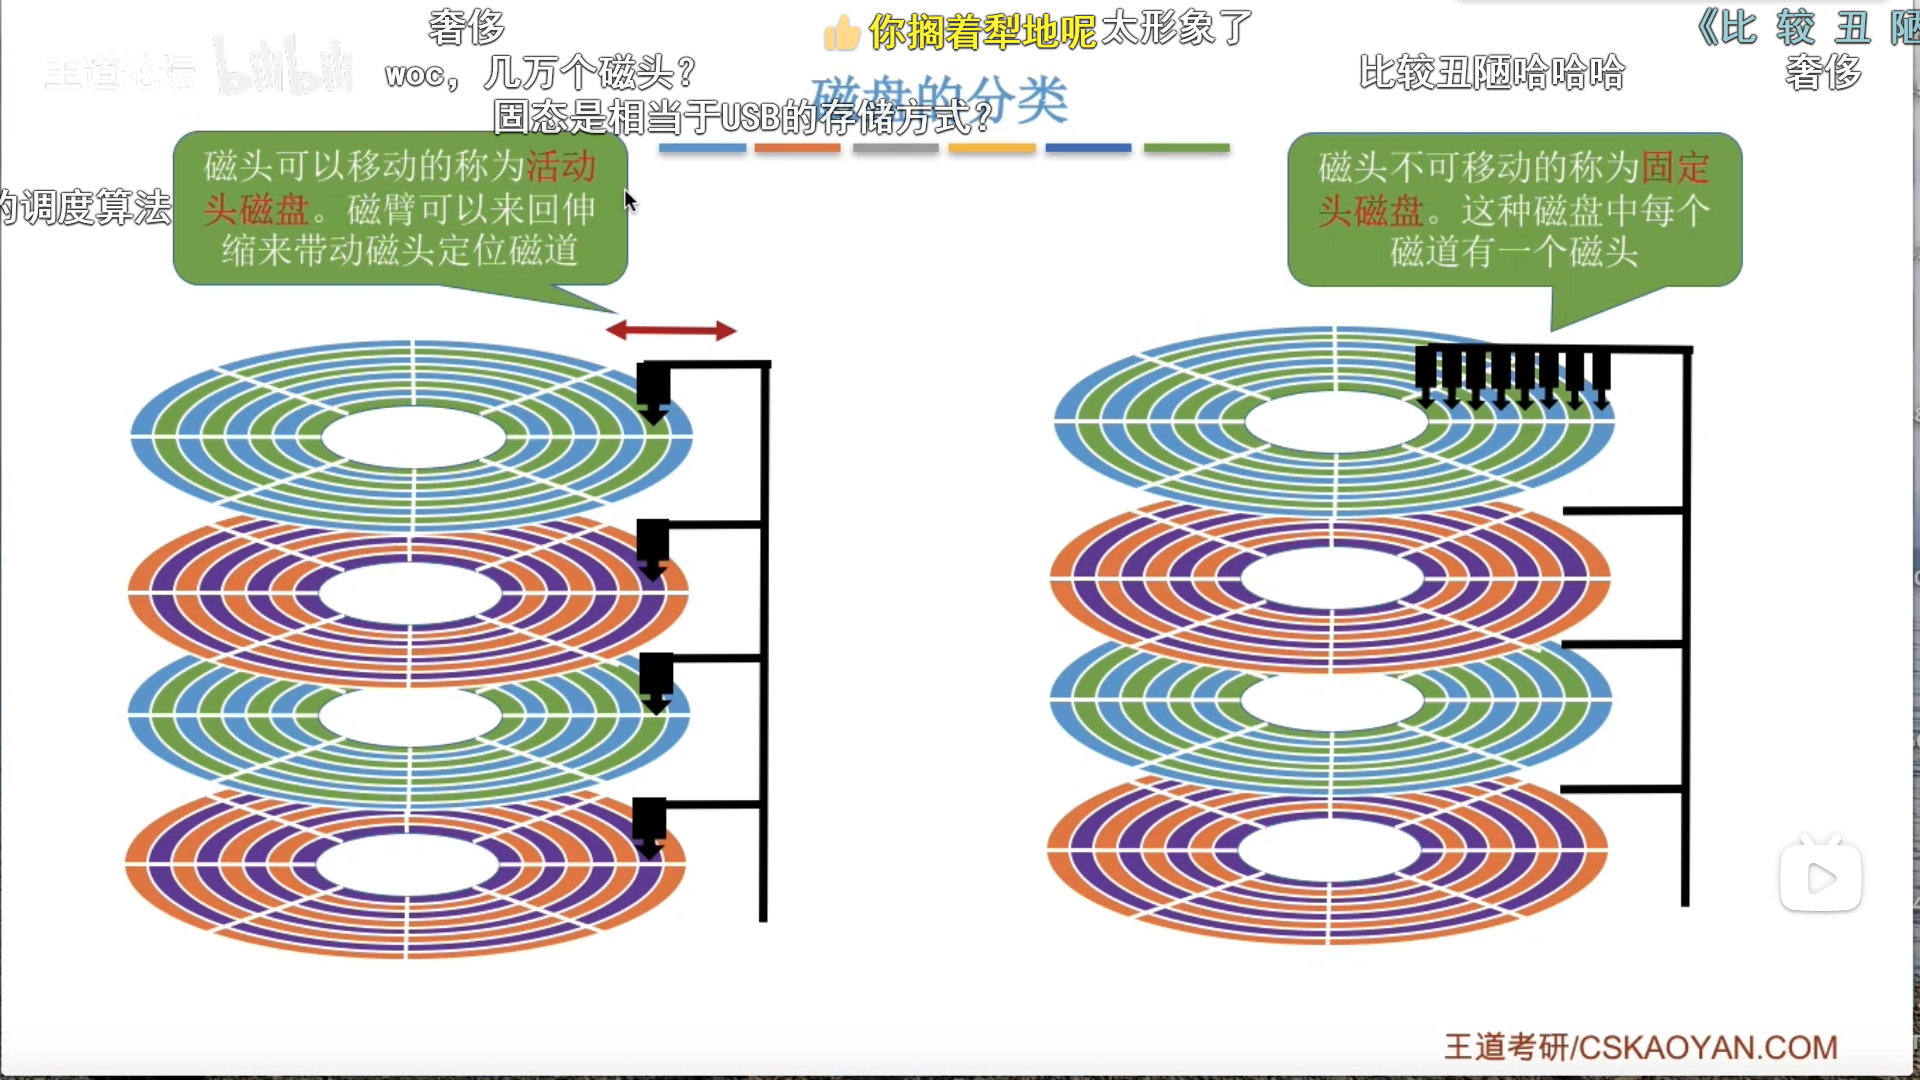 奢侈
你搁着犁地呢
太形象了
《比 较 丑 陋
王道论坛 bilibili
woc，几万个磁头？
比较丑陋哈哈哈
奢侈
磁盘的分类
固态是相当于USB的存储方式？
磁头可以移动的称为活动
头磁盘。磁臂可以来回伸
缩来带动磁头定位磁道
磁头不可移动的称为固定
头磁盘。这种磁盘中每个
磁道有一个磁头
的调度算法
王道考研/CSKAOYAN.COM